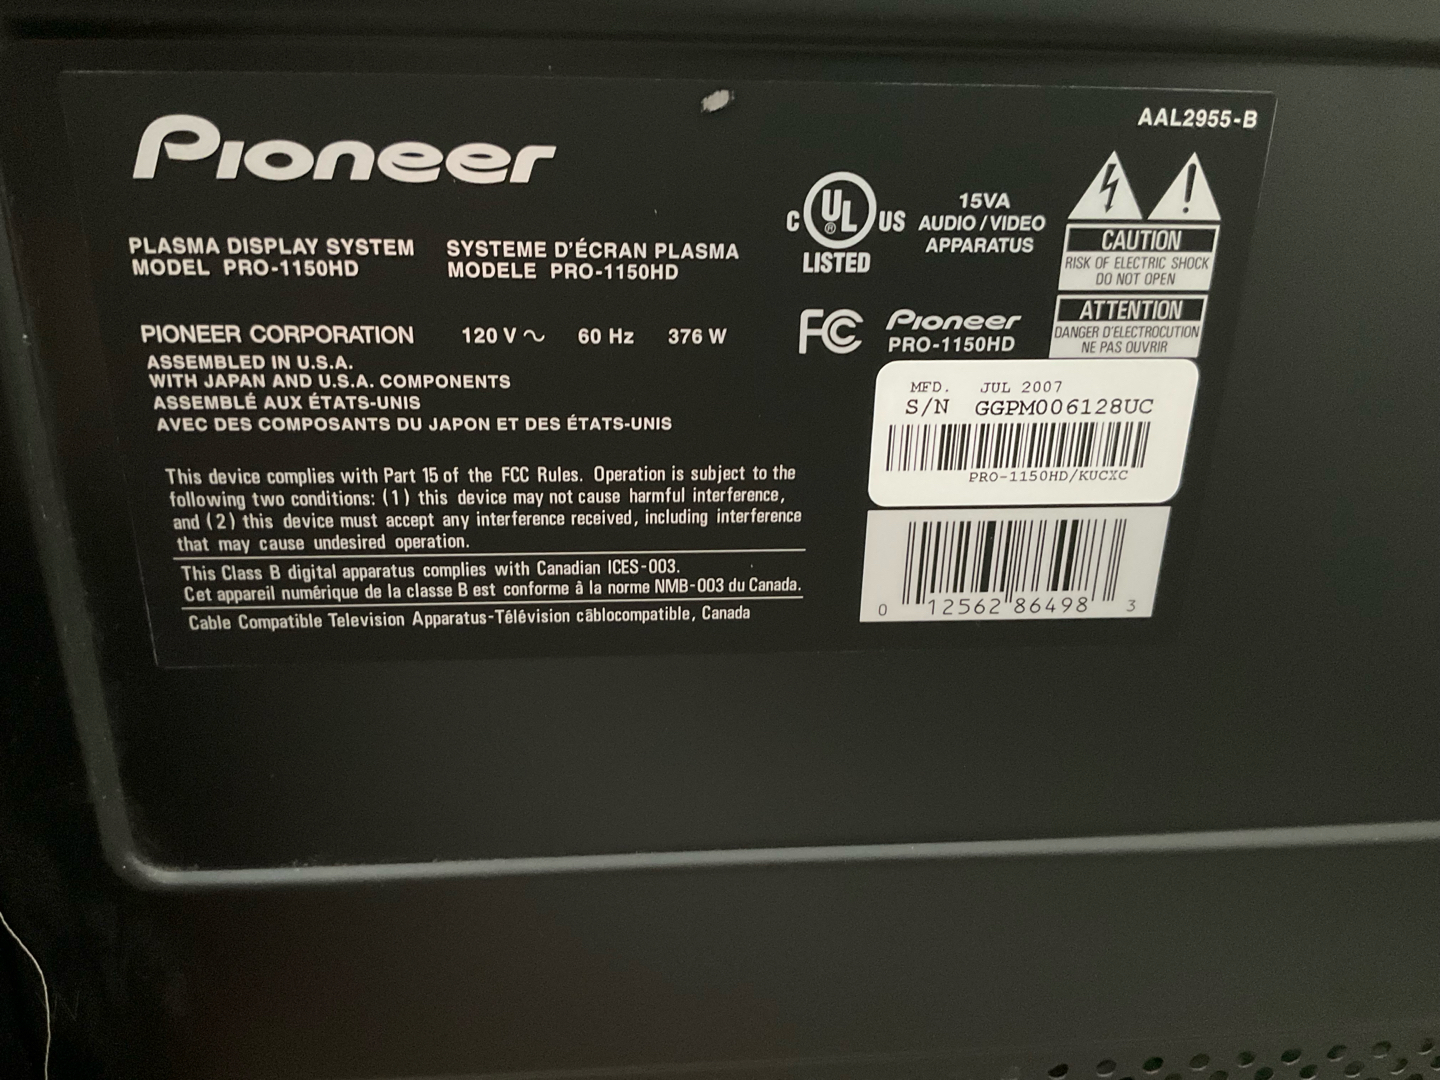 Pioneer
AAL2955-B
PLASMA DISPLAY SYSTEM
MODEL PRO-1150HD
SYSTEME D'ÉCRAN PLASMA
MODELE PRO-1150HD
C UL® US
LISTED
15VA
AUDIO/VIDEO
APPARATUS
CAUTION
RISK OF ELECTRIC SHOCK
DO NOT OPEN
ATTENTION
DANGER D'ELECTROCUTION
NE PAS OUVRIR
PIONEER CORPORATION 120 V ~ 60 Hz 376 W
FC Pioneer
PRO-1150HD
ASSEMBLED IN U.S.A.
WITH JAPAN AND U.S.A. COMPONENTS
ASSEMBLÉ AUX ÉTATS-UNIS
AVEC DES COMPOSANTS DU JAPON ET DES ÉTATS-UNIS
MFD. JUL 2007
S/N GGPM006128UC
PRO-1150HD/KUCXC
This device complies with Part 15 of the FCC Rules. Operation is subject to the
following two conditions: (1) this device may not cause harmful interference,
and (2) this device must accept any interference received, including interference
that may cause undesired operation.
This Class B digital apparatus complies with Canadian ICES-003.
Cet appareil numérique de la classe B est conforme à la norme NMB-003 du Canada.
Cable Compatible Television Apparatus-Télévision câblocompatible, Canada
0 12562 86498 3